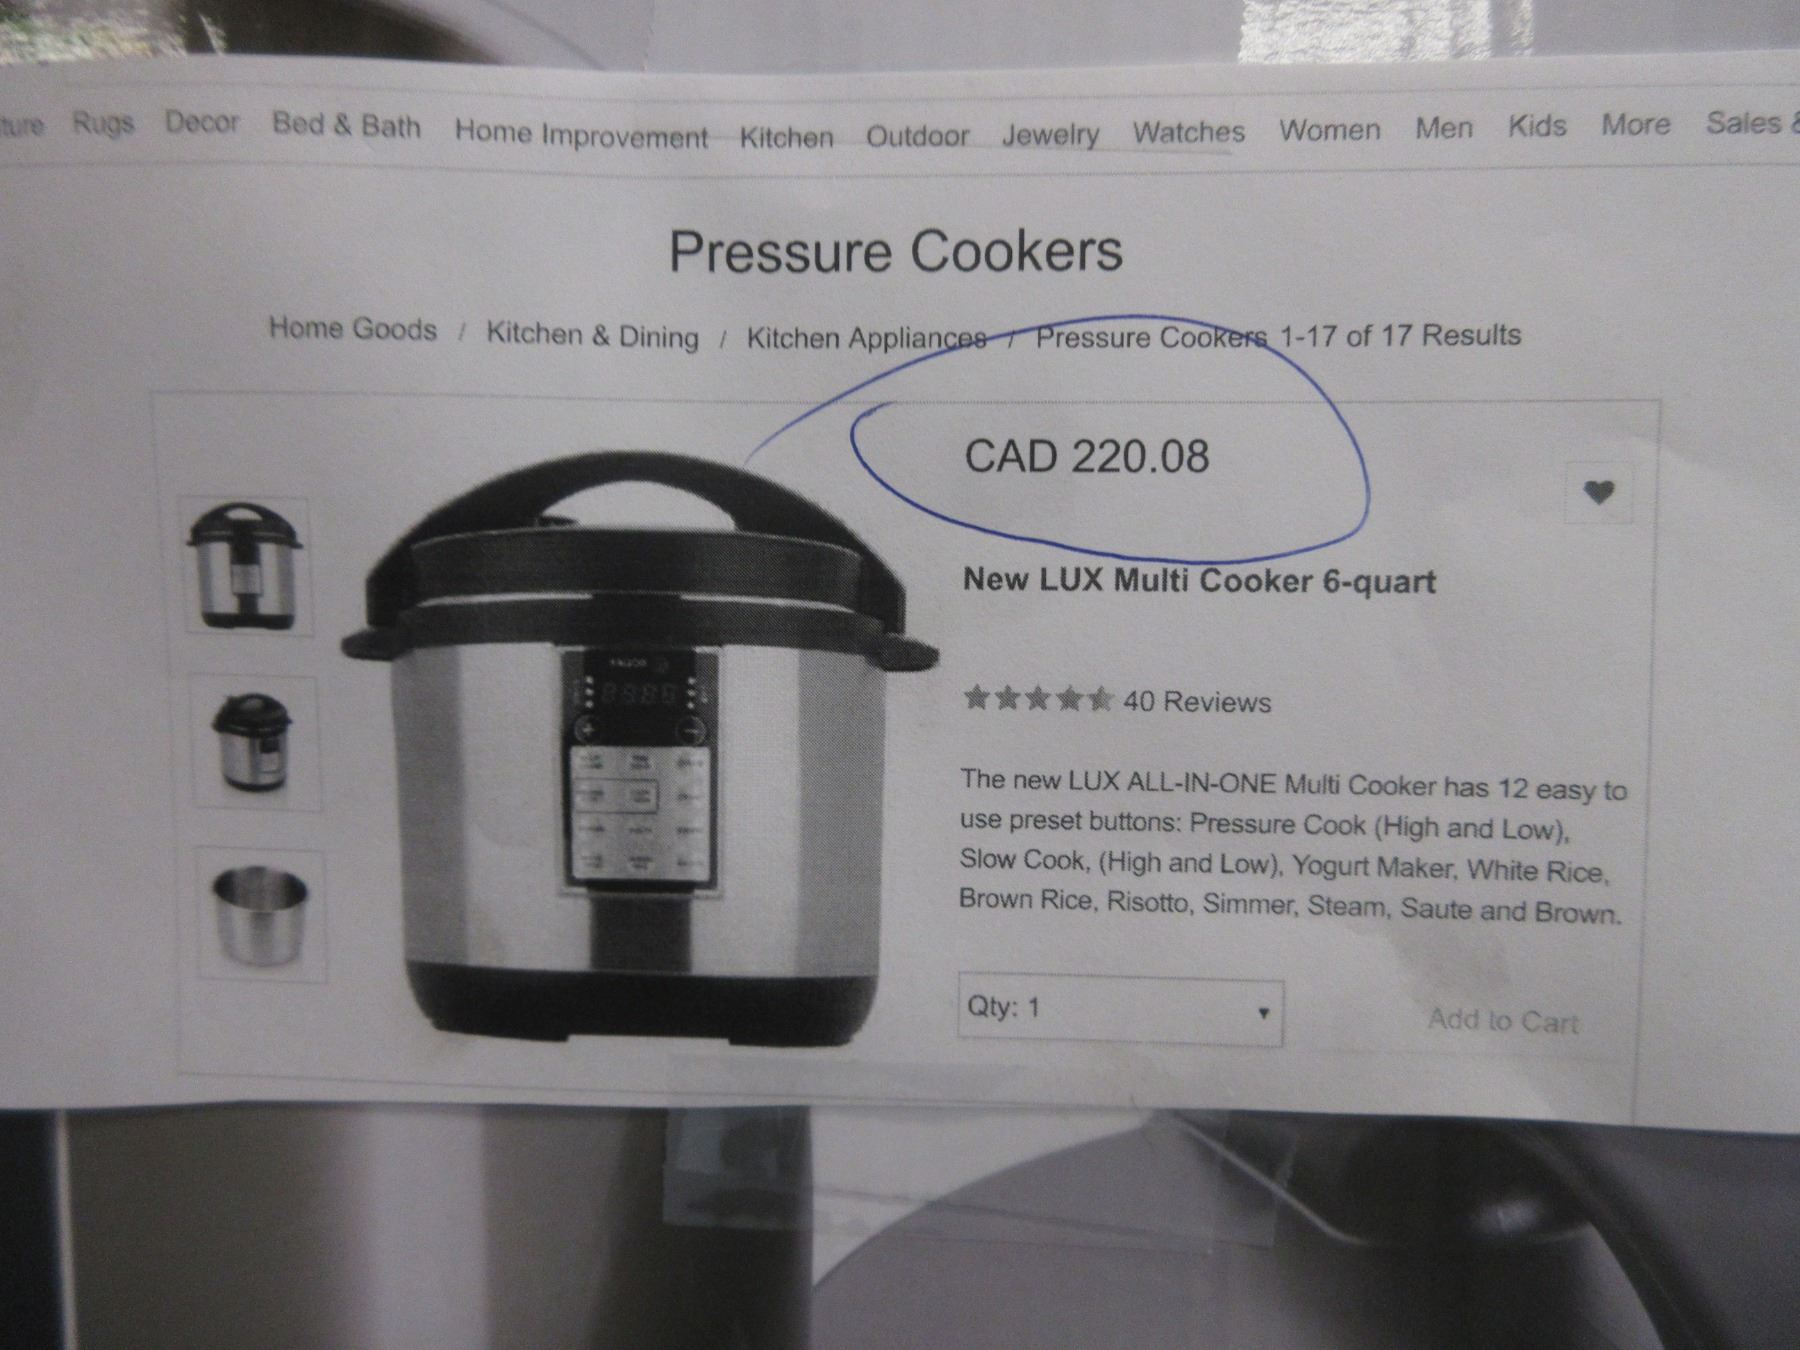 ture Rugs Decor Bed & Bath Home Improvement Kitchen Outdoor Jewelry Watches Women Men Kids More Sales &
Pressure Cookers
Home Goods / Kitchen & Dining / Kitchen Appliances / Pressure Cookers 1-17 of 17 Results
CAD 220.08
New LUX Multi Cooker 6-quart
40 Reviews
The new LUX ALL-IN-ONE Multi Cooker has 12 easy to
use preset buttons: Pressure Cook (High and Low),
Slow Cook, (High and Low), Yogurt Maker, White Rice,
Brown Rice, Risotto, Simmer, Steam, Saute and Brown.
Qty: 1
Add to Cart